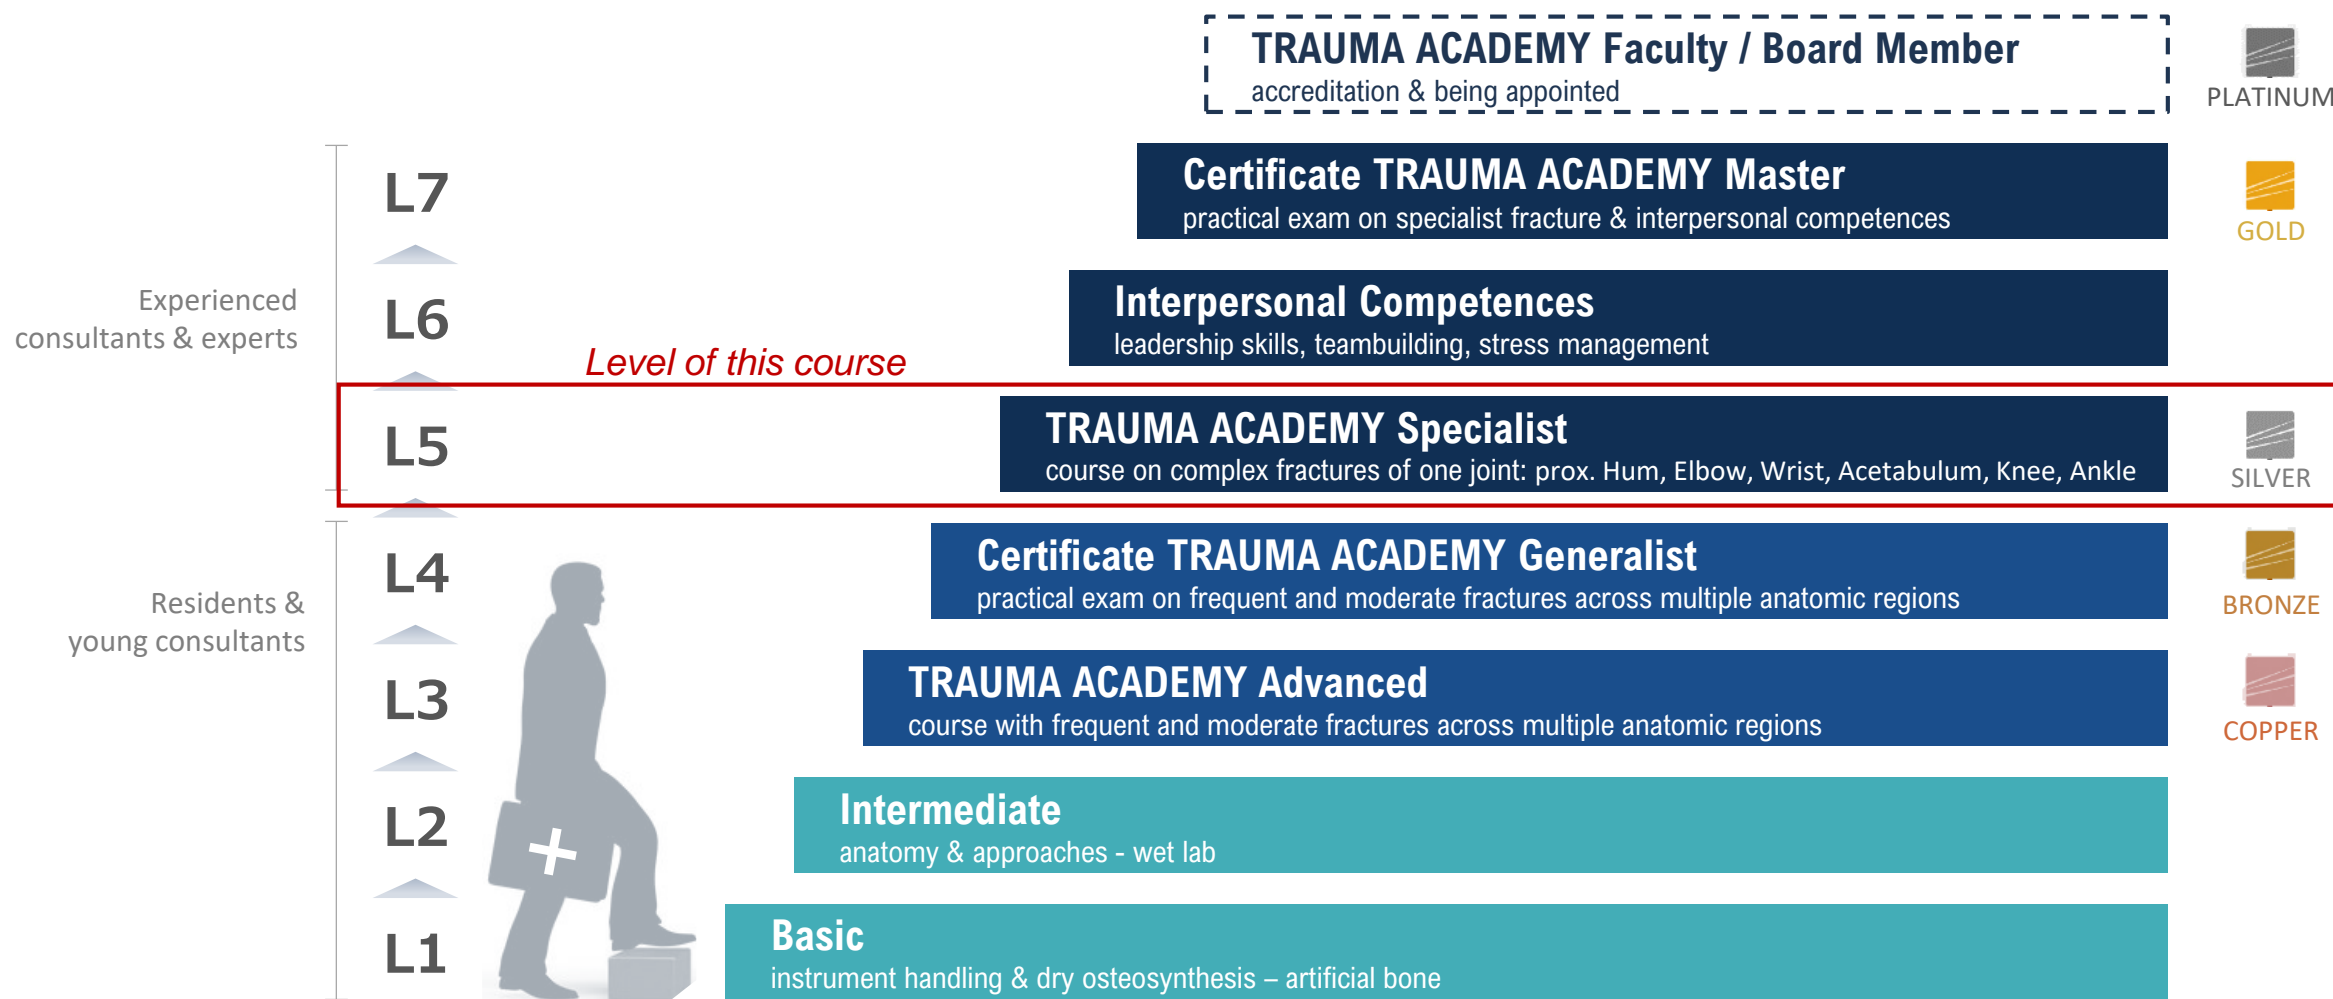 TRAUMA ACADEMY Faculty / Board Member
accreditation & being appointed
PLATINUM
L7
Certificate TRAUMA ACADEMY Master
practical exam on specialist fracture & interpersonal competences
GOLD
Experienced
consultants & experts
L6
Interpersonal Competences
leadership skills, teambuilding, stress management
Level of this course
L5
TRAUMA ACADEMY Specialist
course on complex fractures of one joint: prox. Hum, Elbow, Wrist, Acetabulum, Knee, Ankle
SILVER
L4
Certificate TRAUMA ACADEMY Generalist
practical exam on frequent and moderate fractures across multiple anatomic regions
BRONZE
Residents &
young consultants
L3
TRAUMA ACADEMY Advanced
course with frequent and moderate fractures across multiple anatomic regions
COPPER
L2
Intermediate
anatomy & approaches - wet lab
L1
Basic
instrument handling & dry osteosynthesis – artificial bone